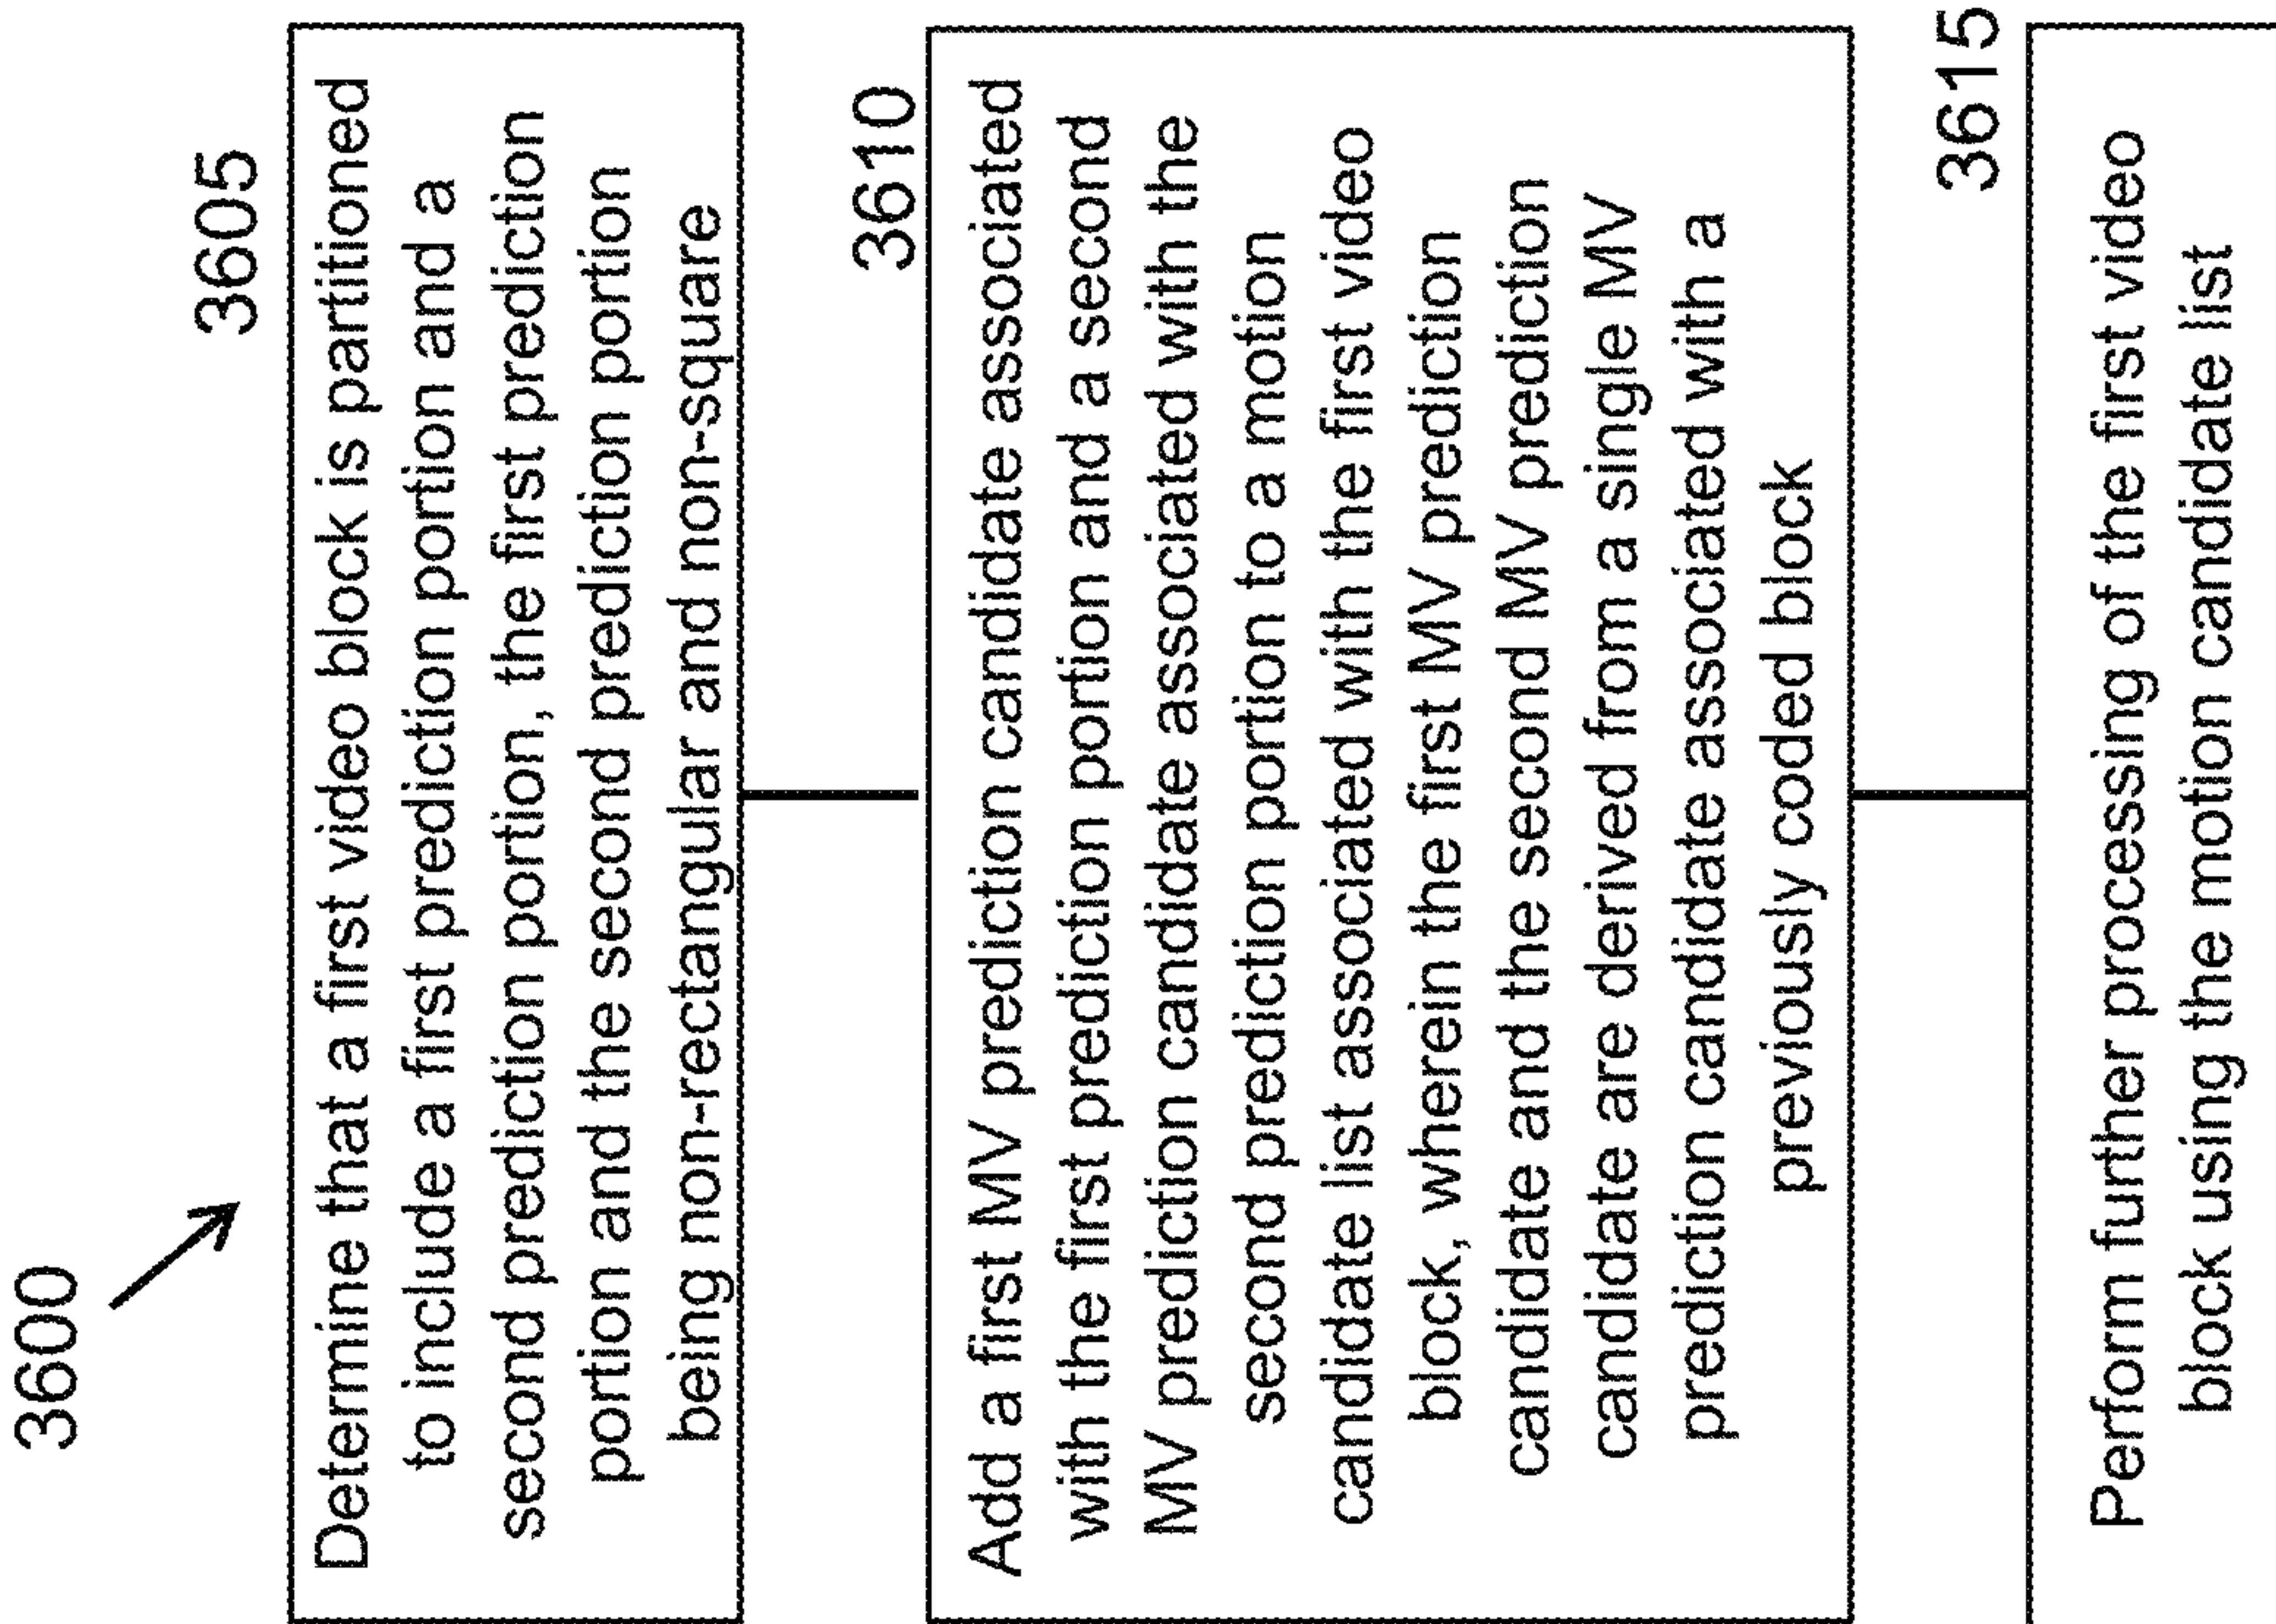 3600
3605
Determine that a first video block is partitioned
to include a first prediction portion and a
second prediction portion, the first prediction
portion and the second prediction portion
being non-rectangular and non-square
3610
Add a first MV prediction candidate associated
with the first prediction portion and a second
MV prediction candidate associated with the
second prediction portion to a motion
candidate list associated with the first video
block, wherein the first MV prediction
candidate and the second MV prediction
candidate are derived from a single MV
prediction candidate associated with a
previously coded block
3615
Perform further processing of the first video
block using the motion candidate list